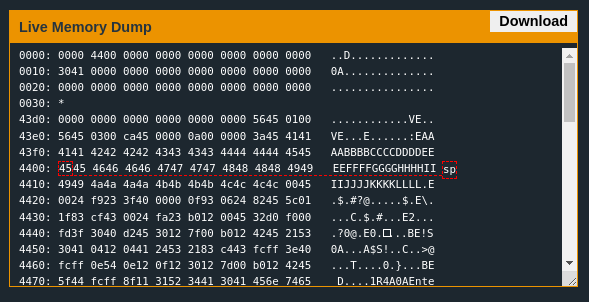 Live Memory Dump
Download
0000: 0000 4400 0000 0000 0000 0000 0000 0000 ..D.............
0010: 3041 0000 0000 0000 0000 0000 0000 0000 0A..............
0020: 0000 0000 0000 0000 0000 0000 0000 0000 ................
0030: *
43d0: 0000 0000 0000 0000 0000 0000 5645 0100 ............VE..
43e0: 5645 0300 ca45 0000 0a00 0000 3a45 4141 VE...E......:EAA
43f0: 4141 4242 4242 4343 4343 4444 4444 4545 AABBBBCCCCDDDDEE
4400: 4545 4646 4646 4747 4747 4848 4848 4949 EEFFFFGGGGHHHHII sp
4410: 4949 4a4a 4a4a 4b4b 4b4b 4c4c 4c4c 0045 IIJJJJKKKKLLLL.E
4420: 0024 f923 3f40 0000 0f93 0624 8245 5c01 .$.#?@.....$.E\.
4430: 1f83 cf43 0024 fa23 b012 0045 32d0 f000 ...C.$.#...E2...
4440: fd3f 3040 d245 3012 7f00 b012 4245 2153 .?0@.E0.□...BE!S
4450: 3041 0412 0441 2453 2183 c443 fcff 3e40 0A...A$S!..C..>@
4460: fcff 0e54 0e12 0f12 3012 7d00 b012 4245 ...T....0.}...BE
4470: 5f44 fcff 8f11 3152 3441 3041 456e 7465 _D....1R4A0AEnte